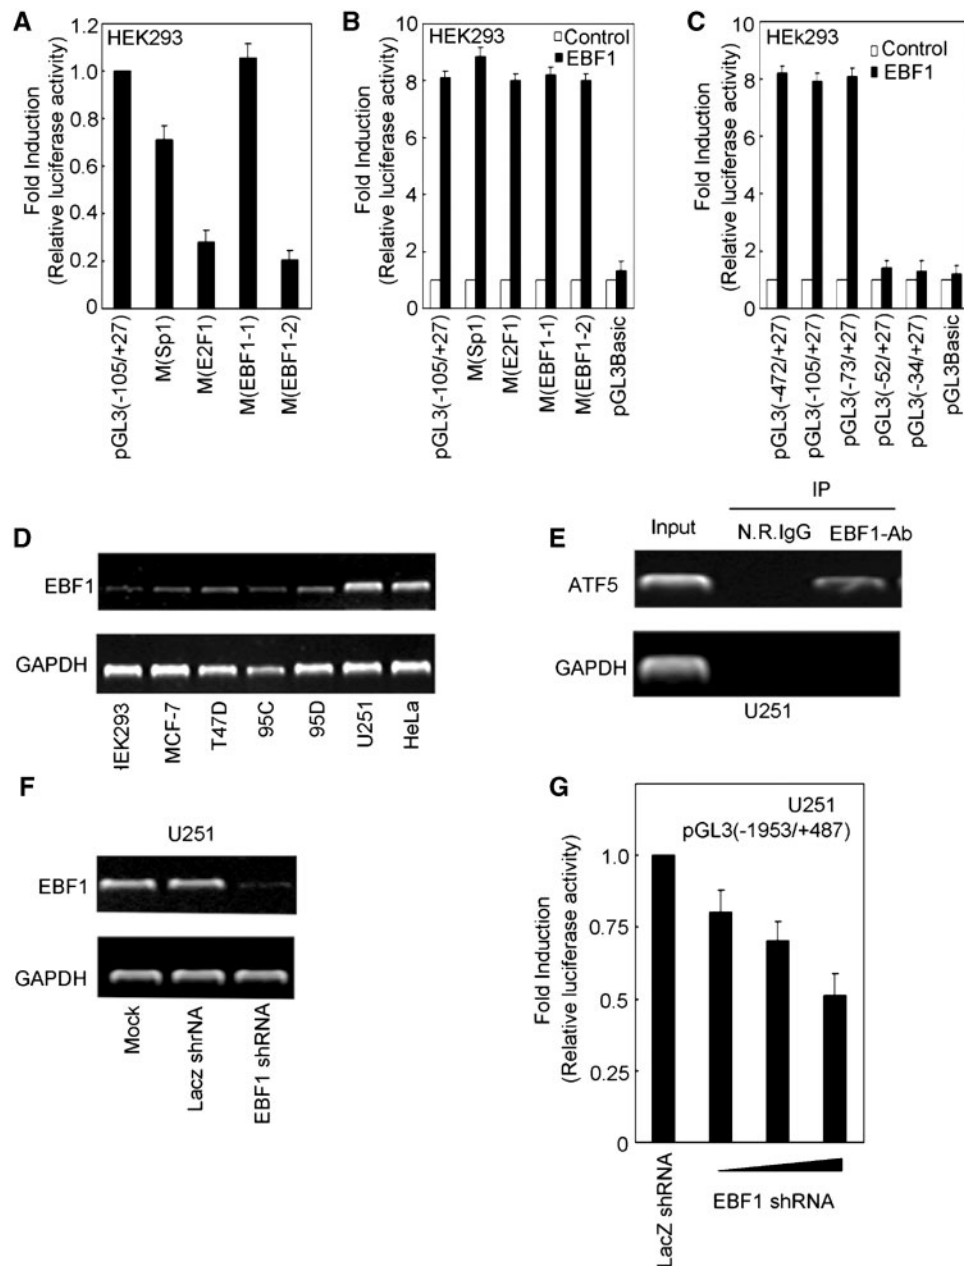 A
HEK293
Fold Induction
(Relative luciferase activity)
1.2
1.0
0.8
0.6
0.4
0.2
0
pGL3(-105/+27)
M(Sp1)
M(E2F1)
M(EBF1-1)
M(EBF1-2)
B
HEK293
Control
EBF1
Fold Induction
(Relative luciferase activity)
10
8
6
4
2
0
pGL3(-105/+27)
M(Sp1)
M(E2F1)
M(EBF1-1)
M(EBF1-2)
pGL3Basic
C
HEk293
Control
EBF1
Fold Induction
(Relative luciferase activity)
10
8
6
4
2
0
pGL3(-472/+27)
pGL3(-105/+27)
pGL3(-73/+27)
pGL3(-52/+27)
pGL3(-34/+27)
pGL3Basic
D
EBF1
GAPDH
HEK293
MCF-7
T47D
95C
95D
U251
HeLa
E
IP
Input
N.R.IgG
EBF1-Ab
ATF5
GAPDH
U251
F
U251
EBF1
GAPDH
Mock
Lacz shrNA
EBF1 shRNA
G
U251
pGL3(-1953/+487)
Fold Induction
(Relative luciferase activity)
1.0
0.75
0.5
0.25
0
LacZ shRNA
EBF1 shRNA